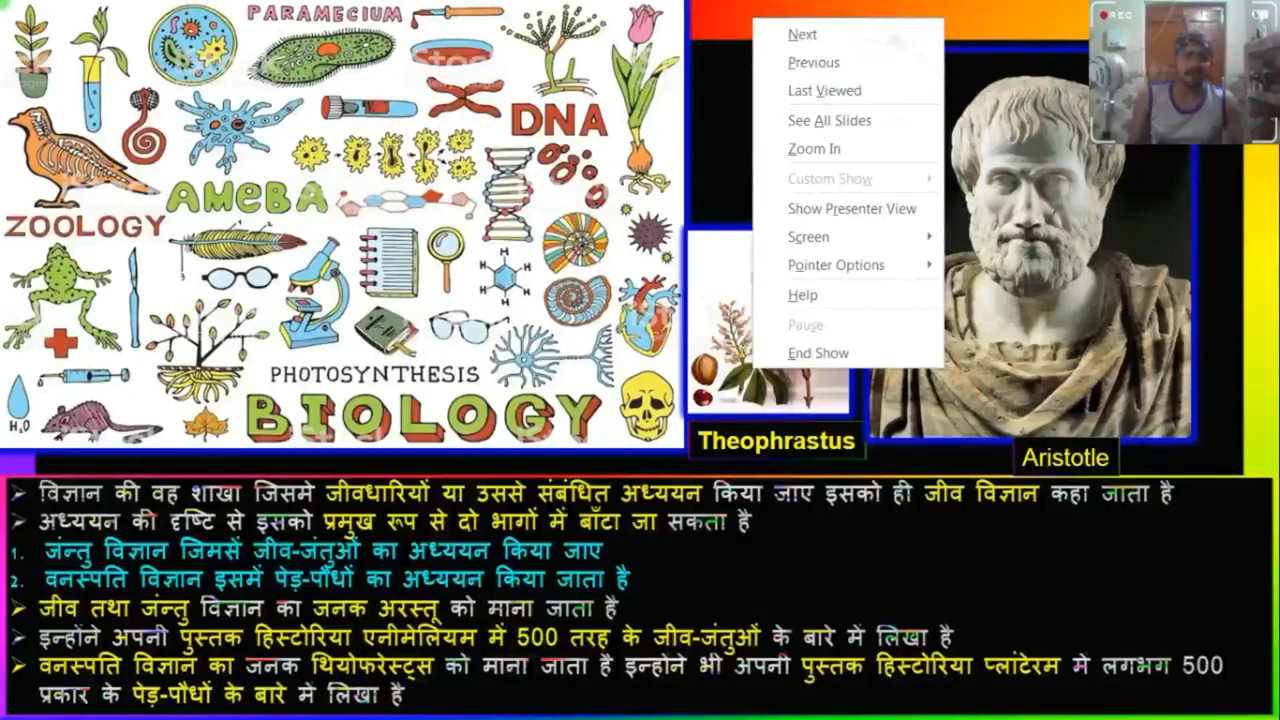 PARAMECIUM
DNA
AMEBA
ZOOLOGY
H H
H H
H H
PHOTOSYNTHESIS
BIOLOGY
H₂O
REC
Next
Previous
Last Viewed
See All Slides
Zoom In
Custom Show
Show Presenter View
Screen
Pointer Options
Help
Pause
End Show
Theophrastus
Aristotle
➢ विज्ञान की वह शाखा जिसमे जीवधारियों या उससे संबंधित अध्ययन किया जाए इसको ही जीव विज्ञान कहा जाता है
➢ अध्ययन की दृष्टि से इसको प्रमुख रूप से दो भागों में बाँटा जा सकता है
1. जंन्तु विज्ञान जिमसें जीव-जंतुओं का अध्ययन किया जाए
2. वनस्पति विज्ञान इसमें पेड़-पौंधों का अध्ययन किया जाता है
➢ जीव तथा जंन्तु विज्ञान का जनक अरस्तू को माना जाता है
➢ इन्होंने अपनी पुस्तक हिस्टोरिया एनीमेलियम में 500 तरह के जीव-जंतुओं के बारे में लिखा है
➢ वनस्पति विज्ञान का जनक थियोफरेस्ट्स को माना जाता है इन्होने भी अपनी पुस्तक हिस्टोरिया प्लांटेरम में लगभग 500
प्रकार के पेड़-पौधों के बारे में लिखा है